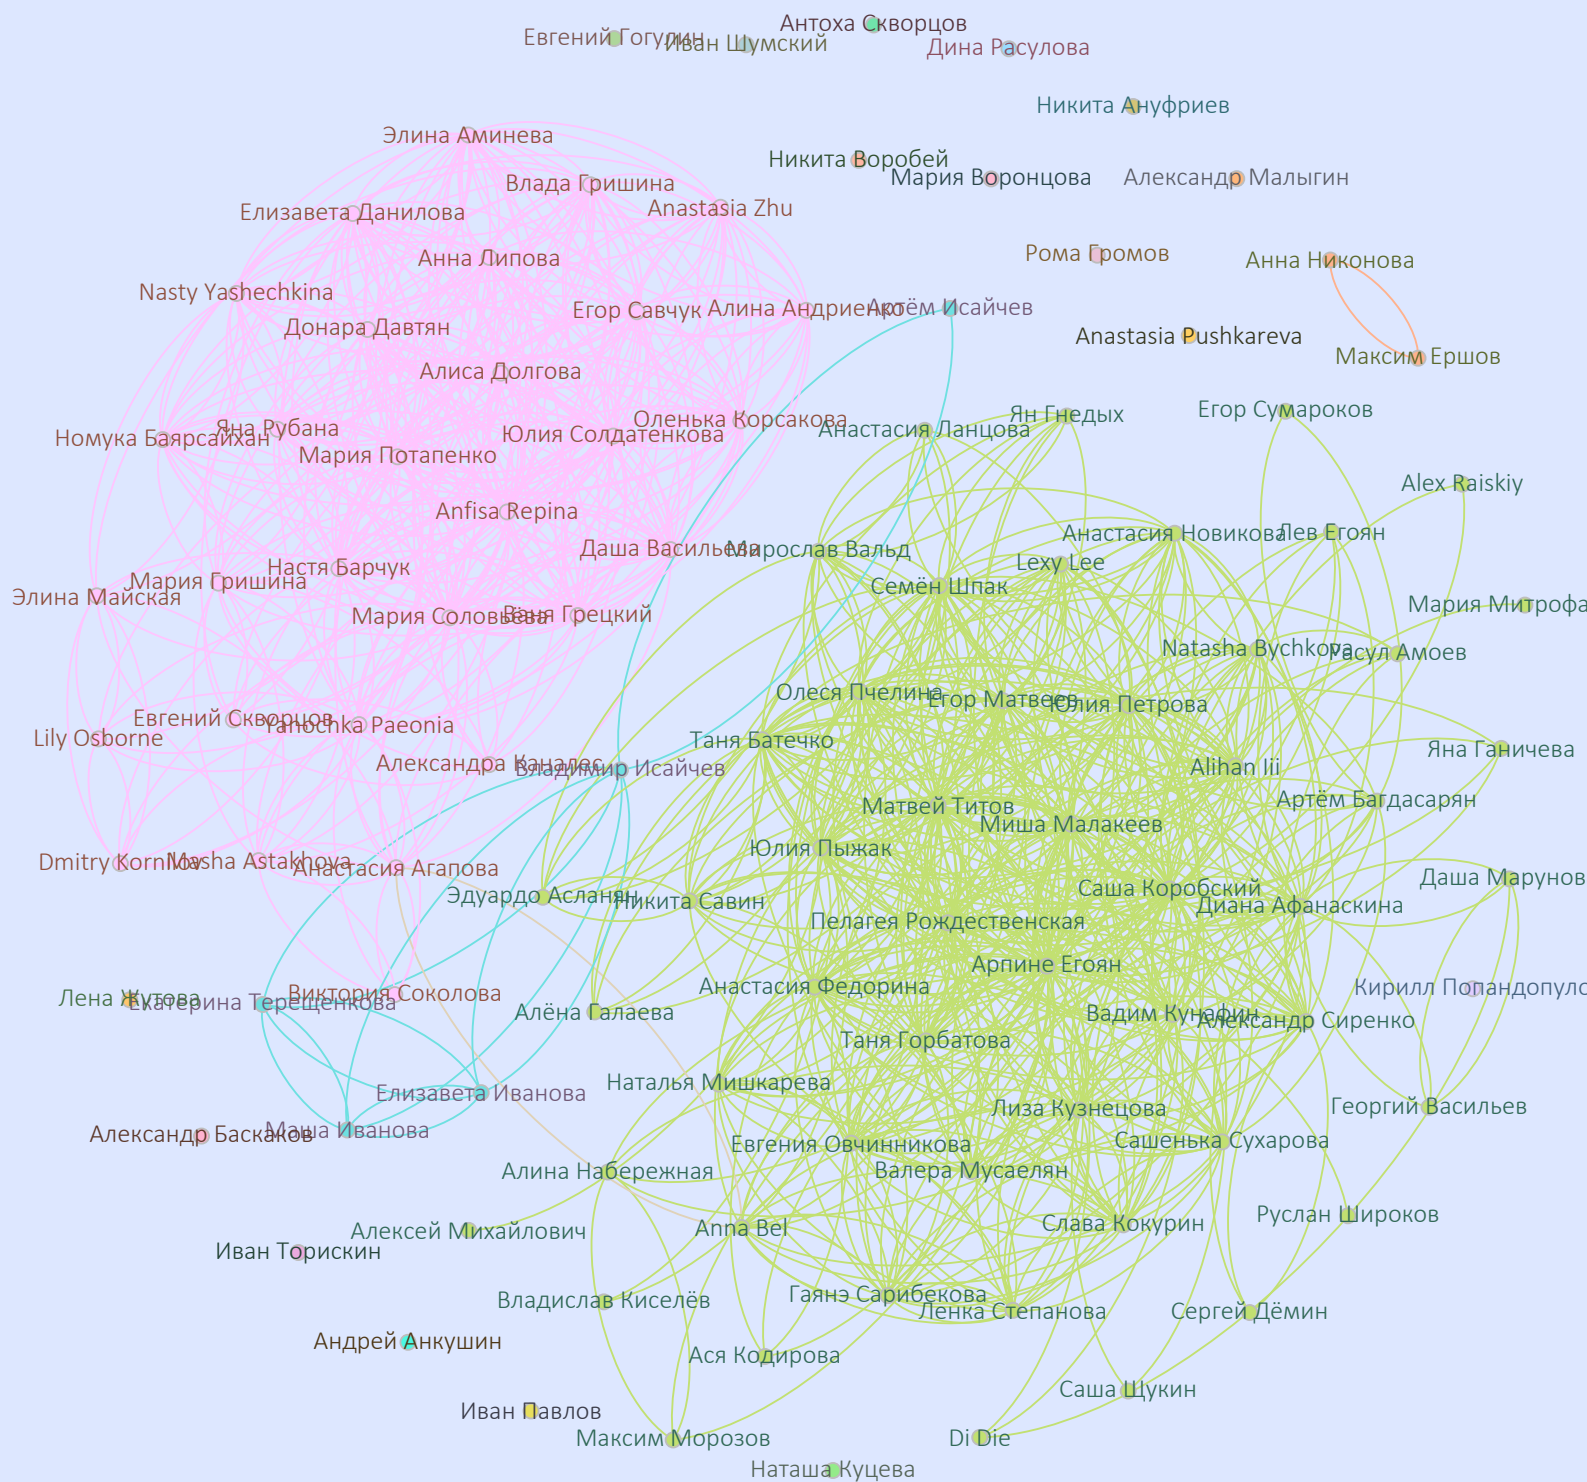 Антоха Скворцов
Евгений Гогулин
Иван Шумский
Дина Расулова
Никита Ануфриев
Элина Аминева
Никита Воробей
Мария Воронцова
Александр Малыгин
Влада Гришина
Anastasia Zhu
Елизавета Данилова
Рома Громов
Анна Никонова
Анна Липова
Nasty Yashechkina
Егор Савчук
Алина Андриенко
Артём Исайчев
Донара Давтян
Anastasia Pushkareva
Максим Ершов
Алиса Долгова
Ян Гнедых
Егор Сумароков
Оленька Корсакова
Анастасия Ланцова
Номука Баярсайхан
Яна Рубана
Юлия Солдатенкова
Мария Потапенко
Alex Raiskiy
Anfisa Repina
Анастасия Новикова
Лев Егоян
Даша Васильева
Мирослав Вальд
Lexy Lee
Настя Барчук
Мария Гришина
Семён Шпак
Элина Майская
Мария Митрофа
Мария Соловьёва
Ваня Грецкий
Natasha Bychkova
Расул Амоев
Олеся Пчелина
Егор Матвеев
Юлия Петрова
Евгений Скворцов
Yanochka Paeonia
Lily Osborne
Таня Батечко
Яна Ганичева
Александра Каналес
Владимир Исайчев
Alihan Iii
Матвей Титов
Артём Багдасарян
Миша Малакеев
Юлия Пыжак
Dmitry Kornilov
Masha Astakhova
Анастасия Агапова
Даша Марунов
Эдуардо Асланян
Никита Савин
Саша Коробский
Диана Афанаскина
Пелагея Рождественская
Арпине Егоян
Анастасия Федорина
Кирилл Попандопуло
Лена Жутова
Екатерина Терещенкова
Виктория Соколова
Алёна Галаева
Вадим Кунафин
Александр Сиренко
Таня Горбатова
Наталья Мишкарева
Елизавета Иванова
Лиза Кузнецова
Георгий Васильев
Александр Баскаков
Маша Иванова
Евгения Овчинникова
Сашенька Сухарова
Алина Набережная
Валера Мусаелян
Алексей Михайлович
Anna Bel
Слава Кокурин
Руслан Широков
Иван Торискин
Владислав Киселёв
Гаянэ Сарибекова
Ленка Степанова
Сергей Дёмин
Андрей Анкушин
Ася Кодирова
Саша Щукин
Иван Павлов
Максим Морозов
Di Die
Наташа Куцева